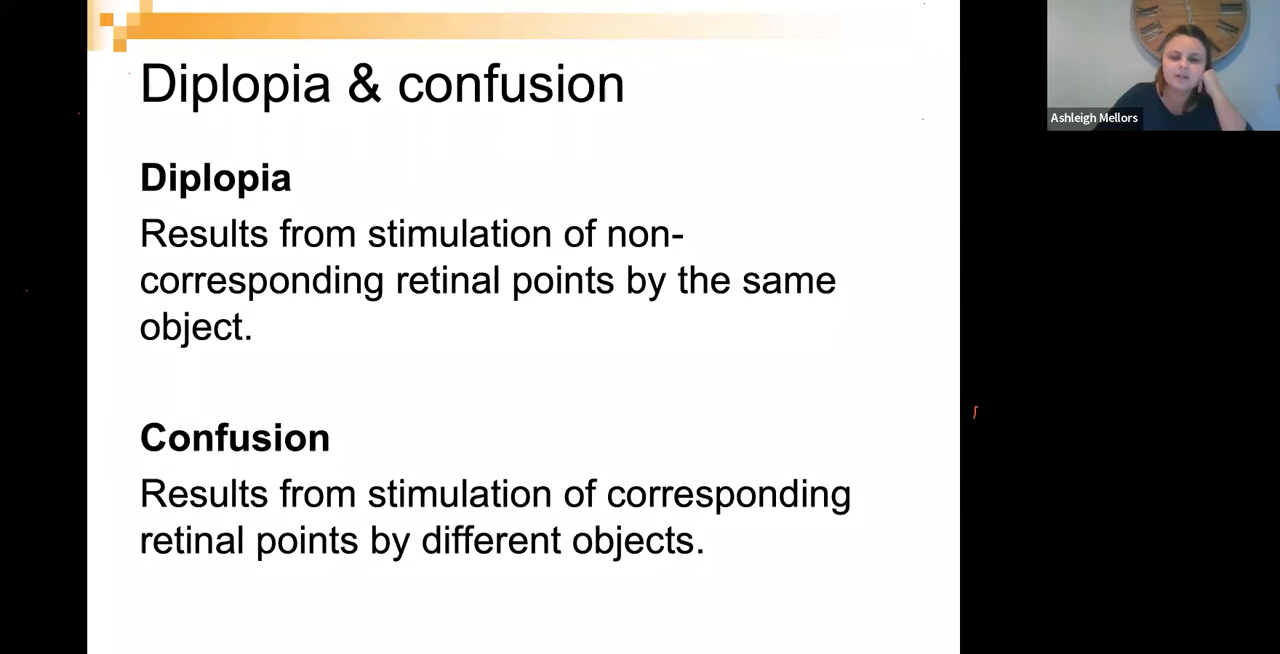 Diplopia & confusion
Diplopia
Results from stimulation of non-
corresponding retinal points by the same
object.
Confusion
Results from stimulation of corresponding
retinal points by different objects.
Ashleigh Mellors